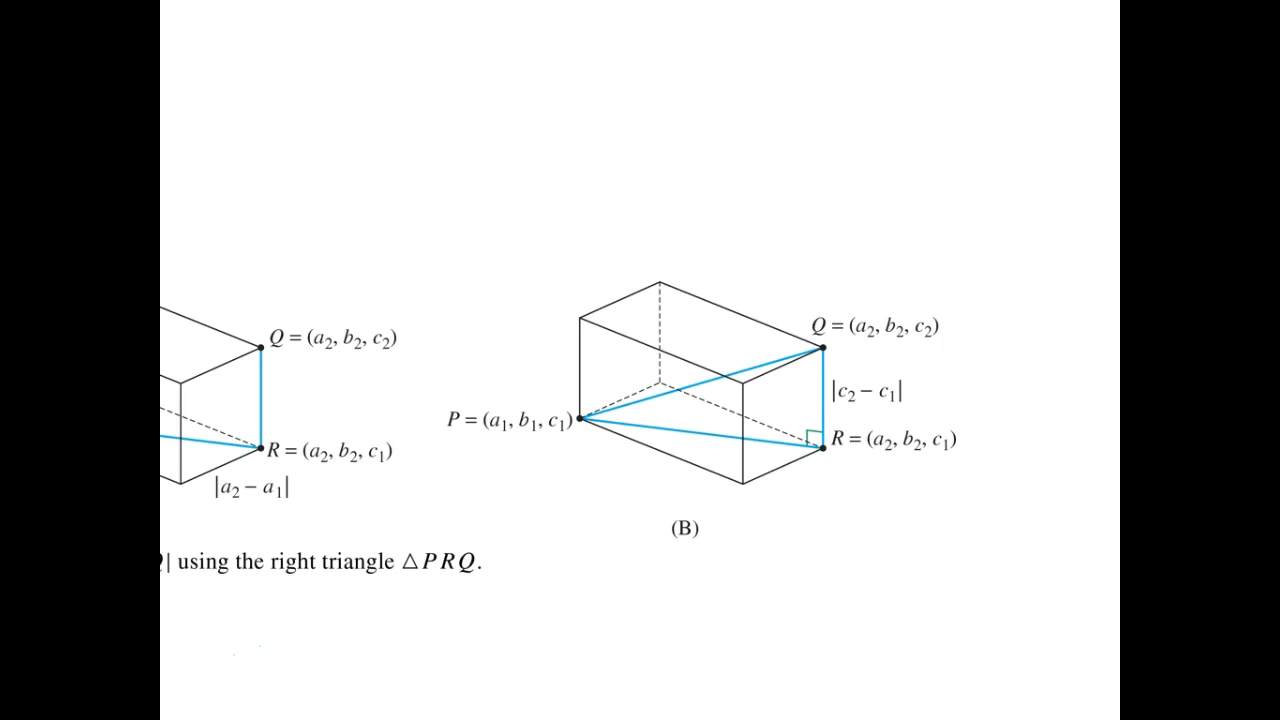 Q = (a₂, b₂, c₂)
R = (a₂, b₂, c₁)
|a₂ − a₁|
Q = (a₂, b₂, c₂)
|c₂ − c₁|
P = (a₁, b₁, c₁)
R = (a₂, b₂, c₁)
(B)
| using the right triangle △PRQ.